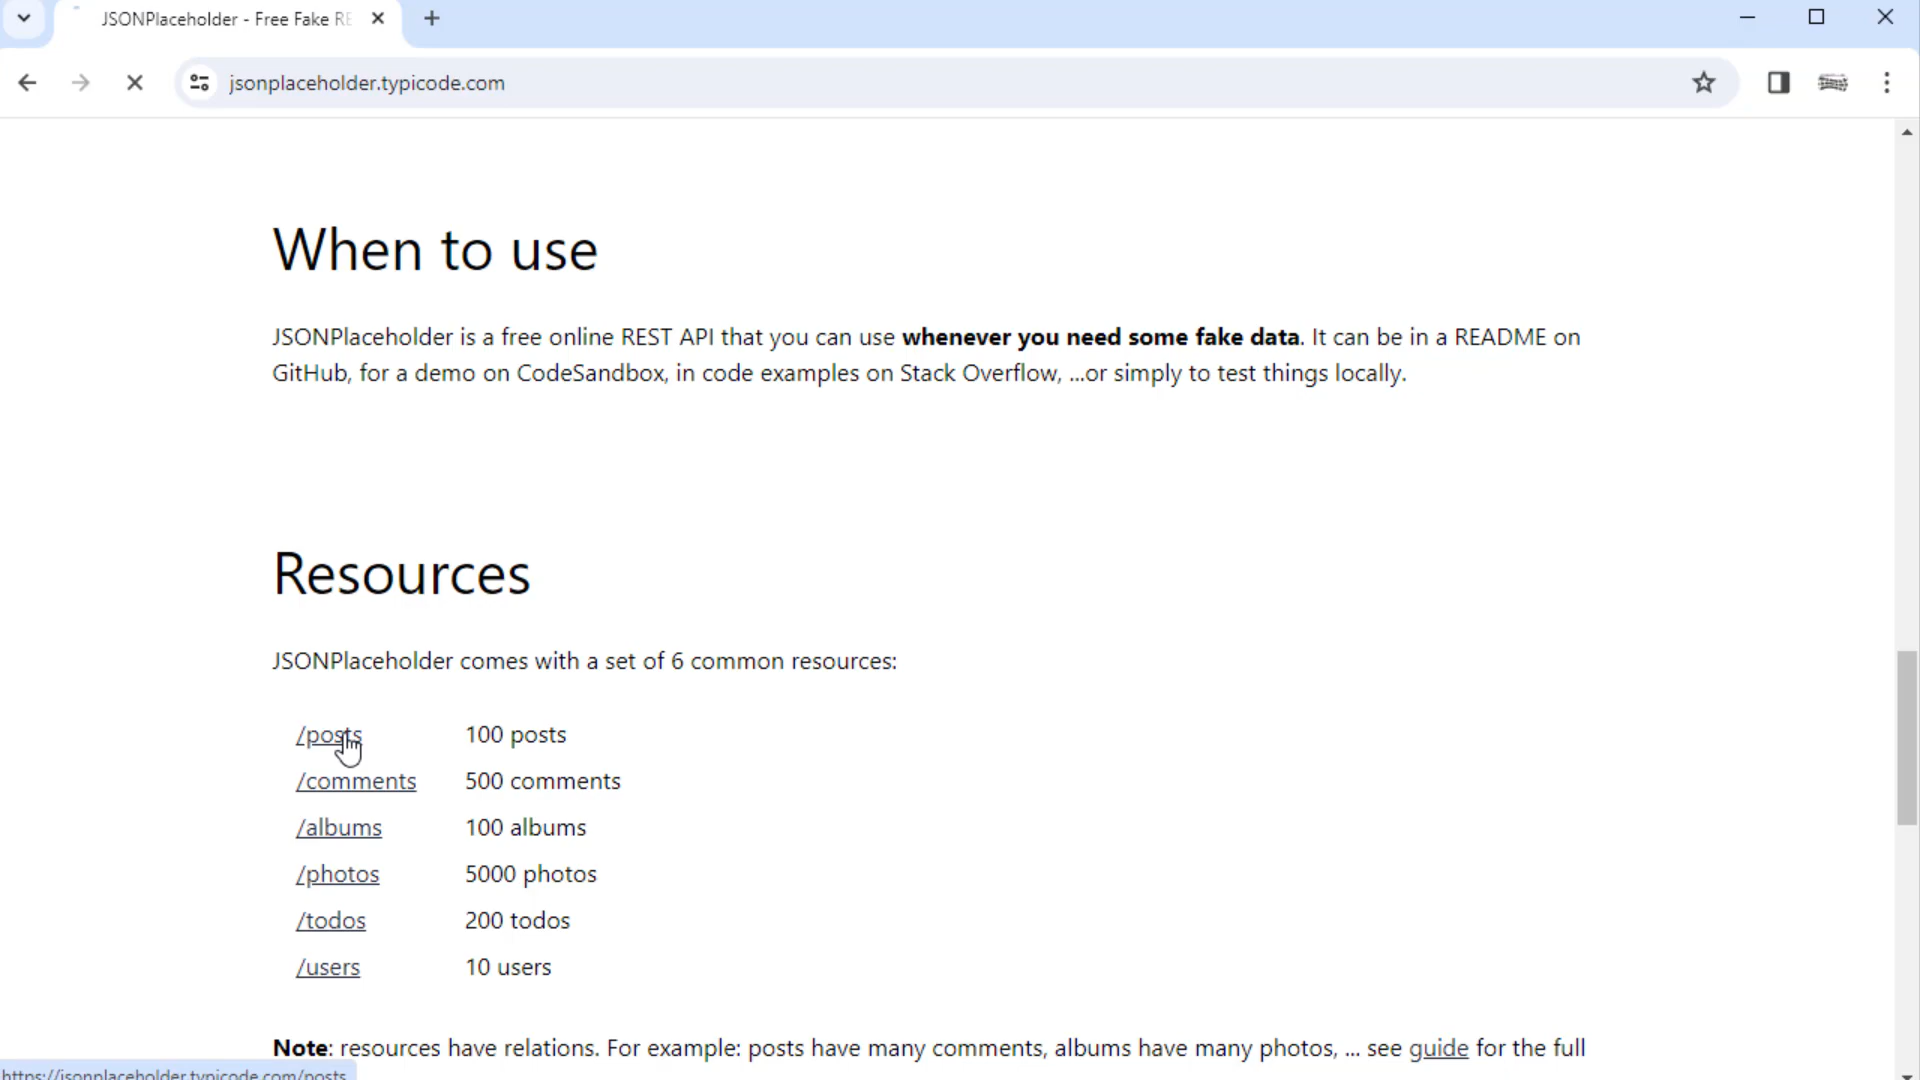 JSONPlaceholder - Free Fake RE
jsonplaceholder.typicode.com
When to use
JSONPlaceholder is a free online REST API that you can use whenever you need some fake data. It can be in a README on
GitHub, for a demo on CodeSandbox, in code examples on Stack Overflow, ...or simply to test things locally.
Resources
JSONPlaceholder comes with a set of 6 common resources:
/posts 100 posts
/comments 500 comments
/albums 100 albums
/photos 5000 photos
/todos 200 todos
/users 10 users
Note: resources have relations. For example: posts have many comments, albums have many photos, ... see guide for the full
https://jsonplaceholder.typicode.com/posts